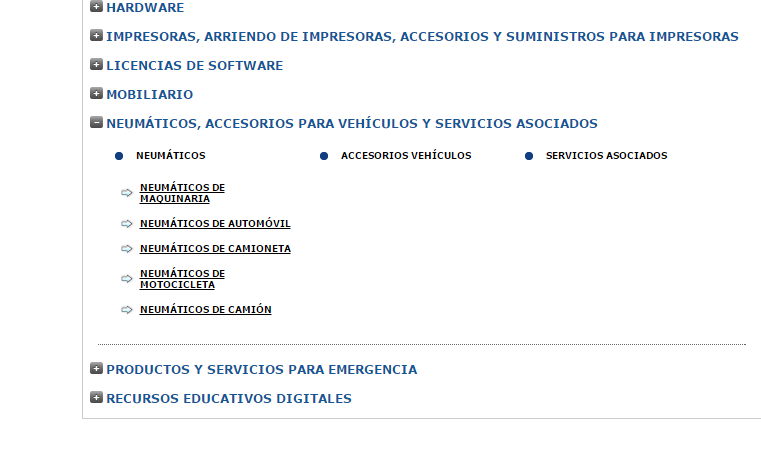 HARDWARE
IMPRESORAS, ARRIENDO DE IMPRESORAS, ACCESORIOS Y SUMINISTROS PARA IMPRESORAS
LICENCIAS DE SOFTWARE
MOBILIARIO
NEUMÁTICOS, ACCESORIOS PARA VEHÍCULOS Y SERVICIOS ASOCIADOS
NEUMÁTICOS
ACCESORIOS VEHÍCULOS
SERVICIOS ASOCIADOS
NEUMÁTICOS DE
MAQUINARIA
NEUMÁTICOS DE AUTOMÓVIL
NEUMÁTICOS DE CAMIONETA
NEUMÁTICOS DE
MOTOCICLETA
NEUMÁTICOS DE CAMIÓN
PRODUCTOS Y SERVICIOS PARA EMERGENCIA
RECURSOS EDUCATIVOS DIGITALES